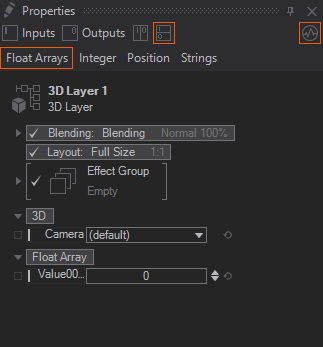 Properties
Inputs Outputs
Float Arrays Integer Position Strings
3D Layer 1
3D Layer
Blending: Blending Normal 100%
Layout: Full Size 1:1
Effect Group
Empty
3D
Camera (default)
Float Array
Value00... 0